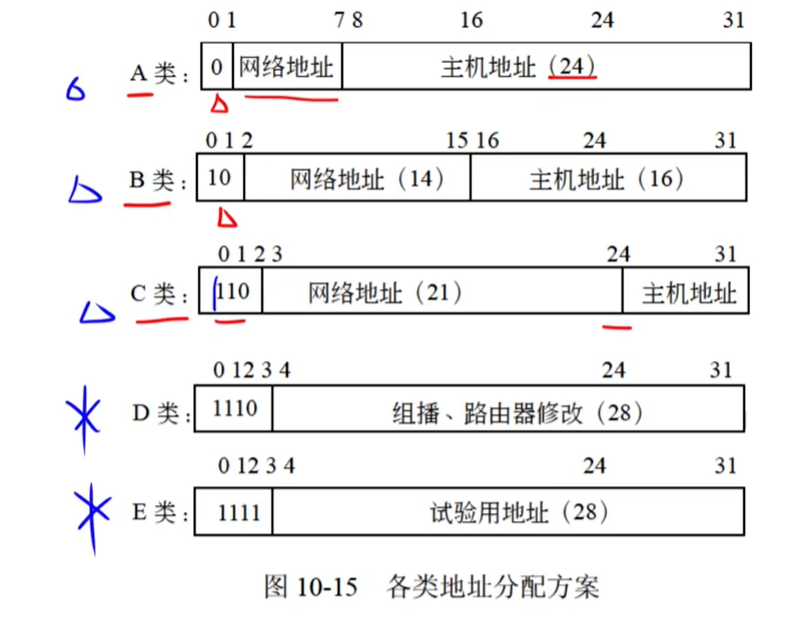 0 1 7 8 16 24 31
A 类： 0 网络地址 主机地址（24）
0 1 2 15 16 24 31
B 类： 10 网络地址（14） 主机地址（16）
0 1 2 3 24 31
C 类： 110 网络地址（21） 主机地址
0 12 3 4 24 31
D 类： 1110 组播、路由器修改（28）
0 12 3 4 24 31
E 类： 1111 试验用地址（28）
图 10-15 各类地址分配方案